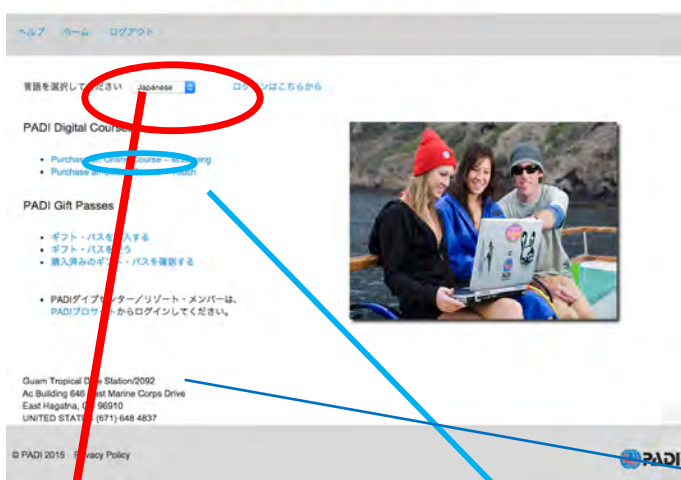 ヘルプ ホーム ログアウト
言語を選択してください Japanese ログインはこちらから
PADI Digital Courses
Purchase an Online Course – eLearning
Purchase an Touch
PADI Gift Passes
ギフト・パスを購入する
ギフト・パスを使う
購入済みのギフト・パスを確認する
PADIダイブセンター／リゾート・メンバーは、
PADIプロサイトからログインしてください。
Guam Tropical Dive Station/2092
Ac Building 646 East Marine Corps Drive
East Hagatna, 96910
UNITED STATES (671) 648 4837
© PADI 2015 Privacy Policy
PADI